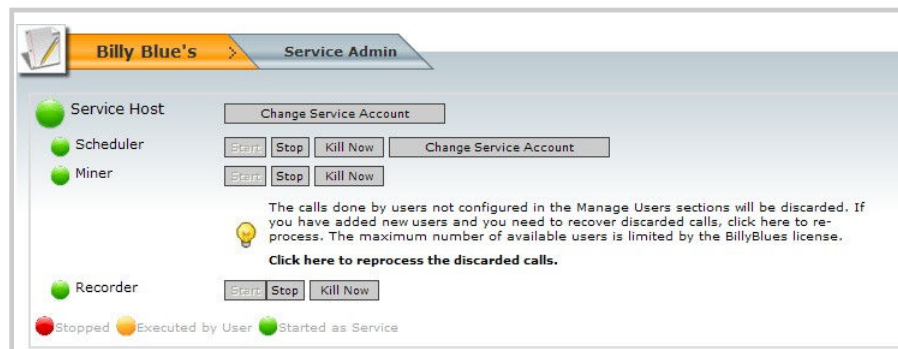 Billy Blue's > Service Admin
Service Host Change Service Account
Scheduler Start Stop Kill Now Change Service Account
Miner Start Stop Kill Now
The calls done by users not configured in the Manage Users sections will be discarded. If
you have added new users and you need to recover discarded calls, click here to re-
process. The maximum number of available users is limited by the BillyBlues license.
Click here to reprocess the discarded calls.
Recorder Start Stop Kill Now
Stopped Executed by User Started as Service